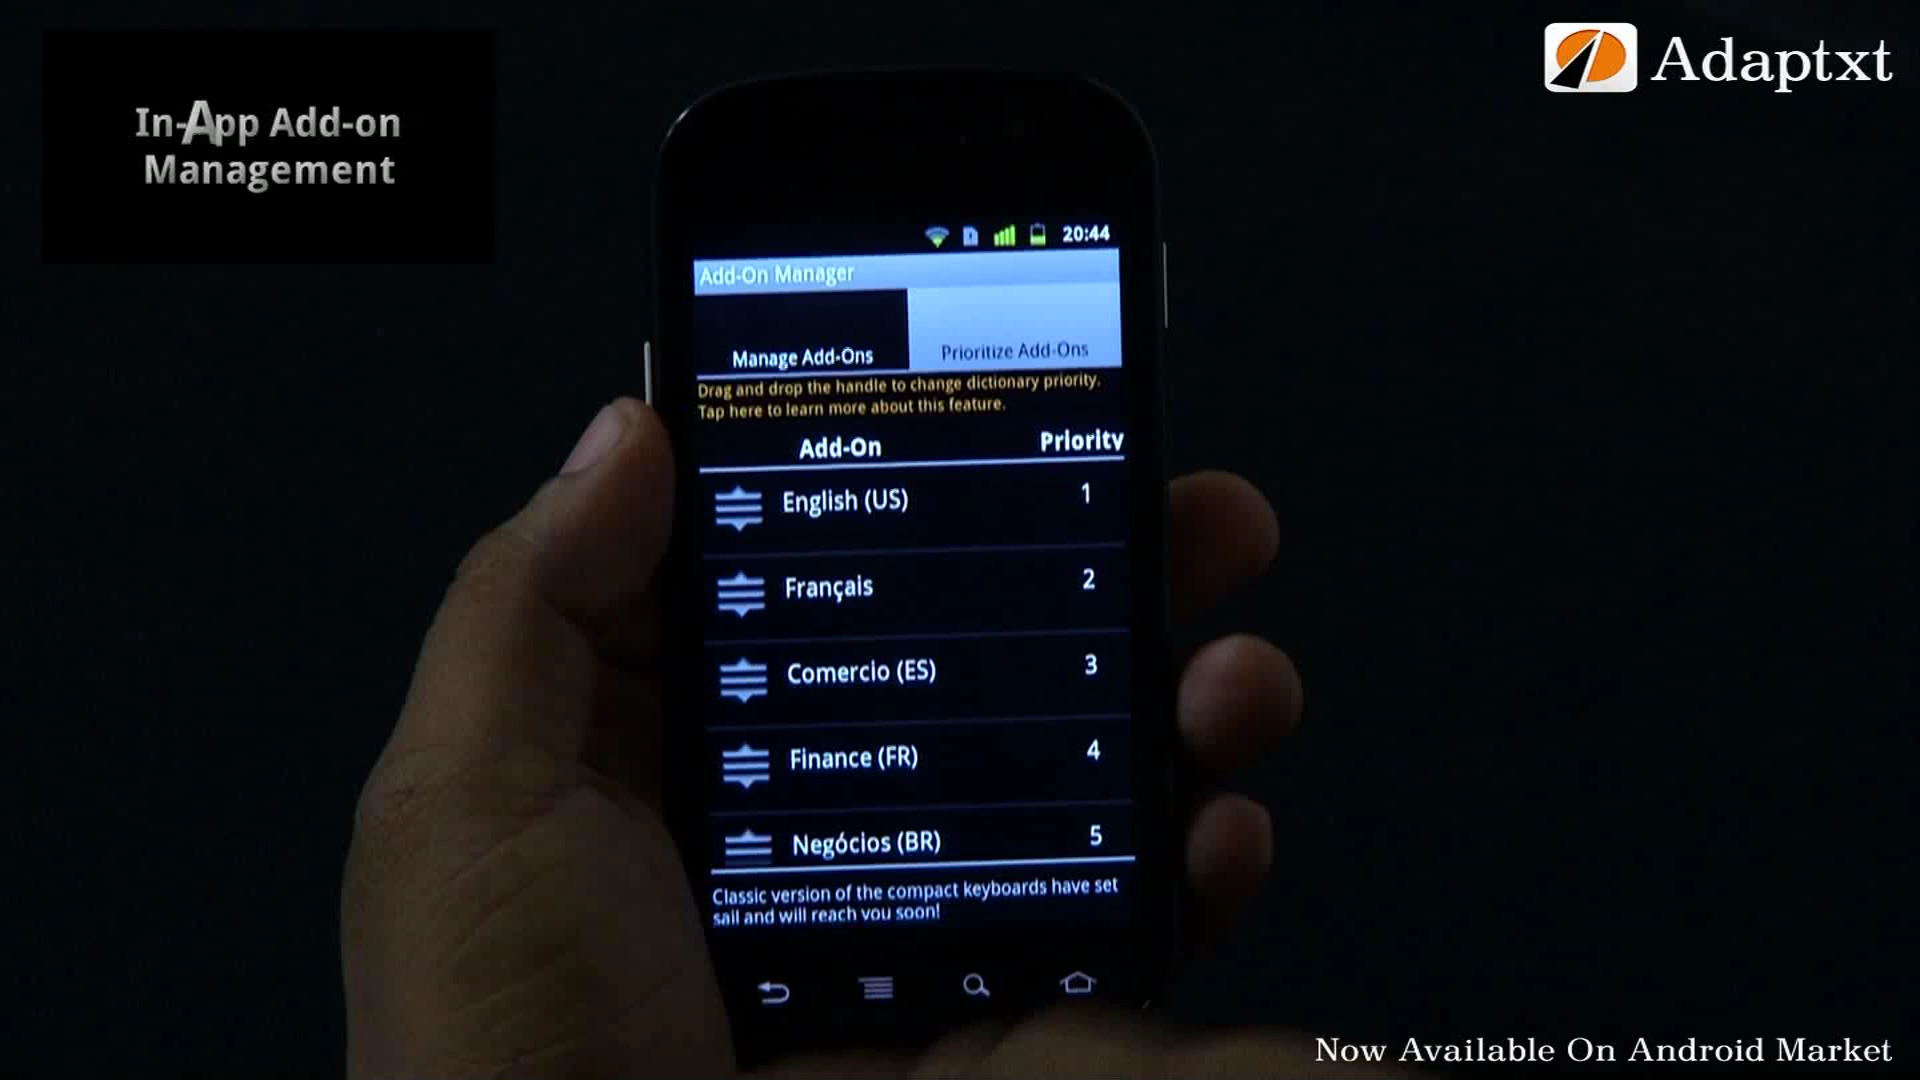 In-App Add-on
Management
Adaptxt
20:44
Add-On Manager
Manage Add-Ons
Prioritize Add-Ons
Drag and drop the handle to change dictionary priority.
Tap here to learn more about this feature.
Add-On
Priority
English (US)
1
Français
2
Comercio (ES)
3
Finance (FR)
4
Negócios (BR)
5
Classic version of the compact keyboards have set
sail and will reach you soon!
Now Available On Android Market